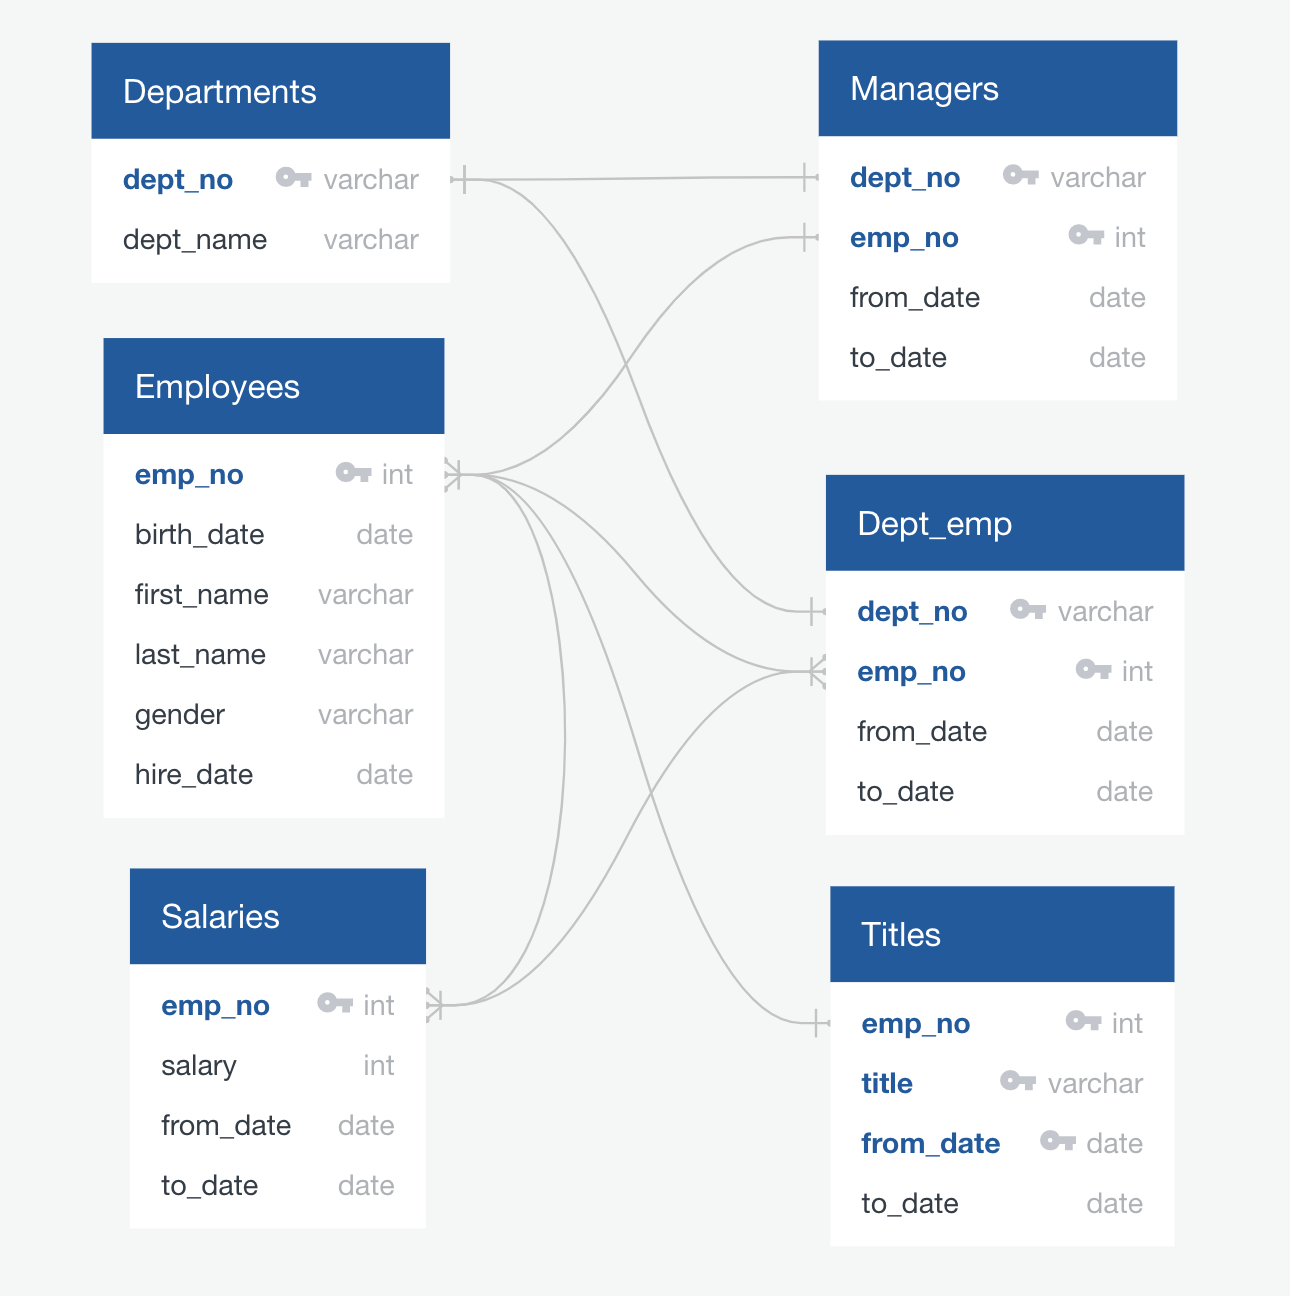 Departments
dept_no varchar
dept_name varchar
Employees
emp_no int
birth_date date
first_name varchar
last_name varchar
gender varchar
hire_date date
Salaries
emp_no int
salary int
from_date date
to_date date
Managers
dept_no varchar
emp_no int
from_date date
to_date date
Dept_emp
dept_no varchar
emp_no int
from_date date
to_date date
Titles
emp_no int
title varchar
from_date date
to_date date